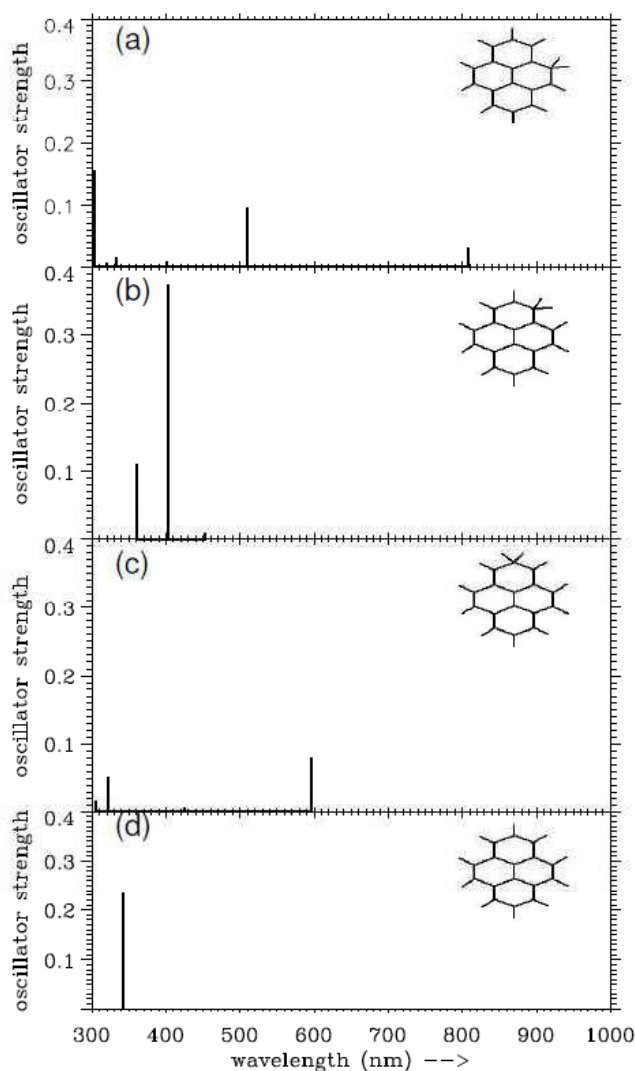 (a)
oscillator strength
0.4
0.3
0.2
0.1
(b)
oscillator strength
0.4
0.3
0.2
0.1
(c)
oscillator strength
0.4
0.3
0.2
0.1
(d)
oscillator strength
0.4
0.3
0.2
0.1
300 400 500 600 700 800 900 1000
wavelength (nm) -->